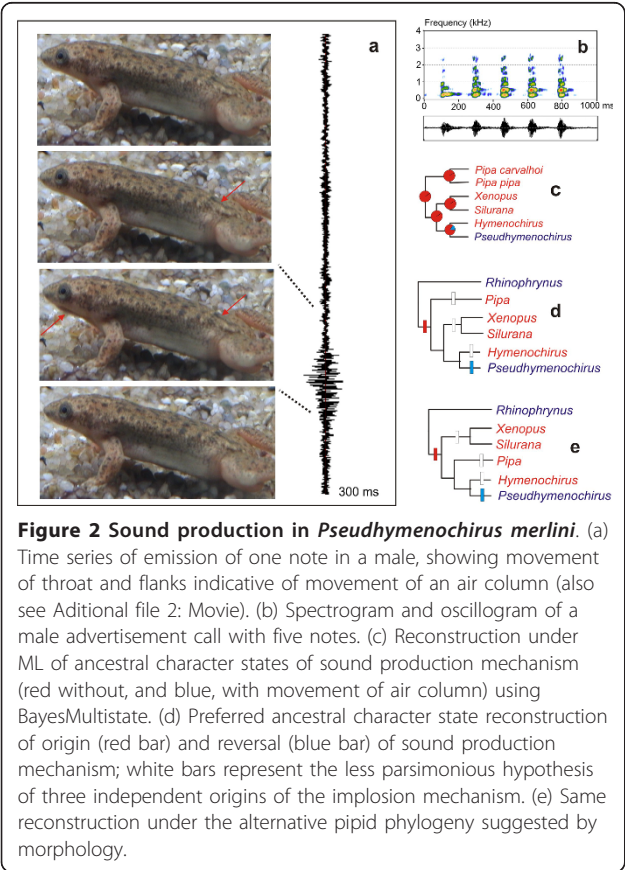 a
300 ms
Frequency (kHz)
b
4
3
2
1
0
0 200 400 600 800 1000 ms
c
Pipa carvalhoi
Pipa pipa
Xenopus
Silurana
Hymenochirus
Pseudhymenochirus
d
Rhinophrynus
Pipa
Xenopus
Silurana
Hymenochirus
Pseudhymenochirus
e
Rhinophrynus
Xenopus
Silurana
Pipa
Hymenochirus
Pseudhymenochirus
Figure 2 Sound production in Pseudhymenochirus merlini. (a)
Time series of emission of one note in a male, showing movement
of throat and flanks indicative of movement of an air column (also
see Aditional file 2: Movie). (b) Spectrogram and oscillogram of a
male advertisement call with five notes. (c) Reconstruction under
ML of ancestral character states of sound production mechanism
(red without, and blue, with movement of air column) using
BayesMultistate. (d) Preferred ancestral character state reconstruction
of origin (red bar) and reversal (blue bar) of sound production
mechanism; white bars represent the less parsimonious hypothesis
of three independent origins of the implosion mechanism. (e) Same
reconstruction under the alternative pipid phylogeny suggested by
morphology.